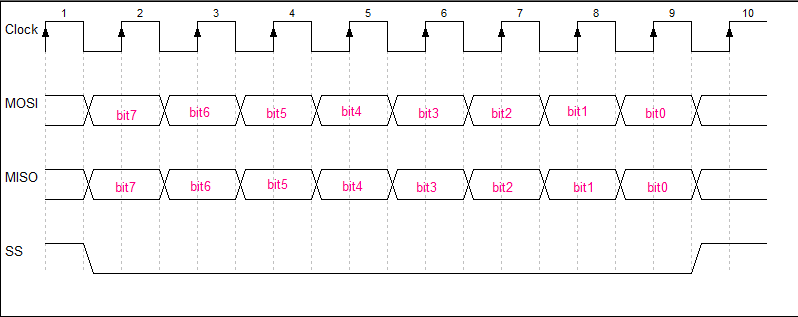 1 2 3 4 5 6 7 8 9 10
Clock
MOSI bit7 bit6 bit5 bit4 bit3 bit2 bit1 bit0
MISO bit7 bit6 bit5 bit4 bit3 bit2 bit1 bit0
SS